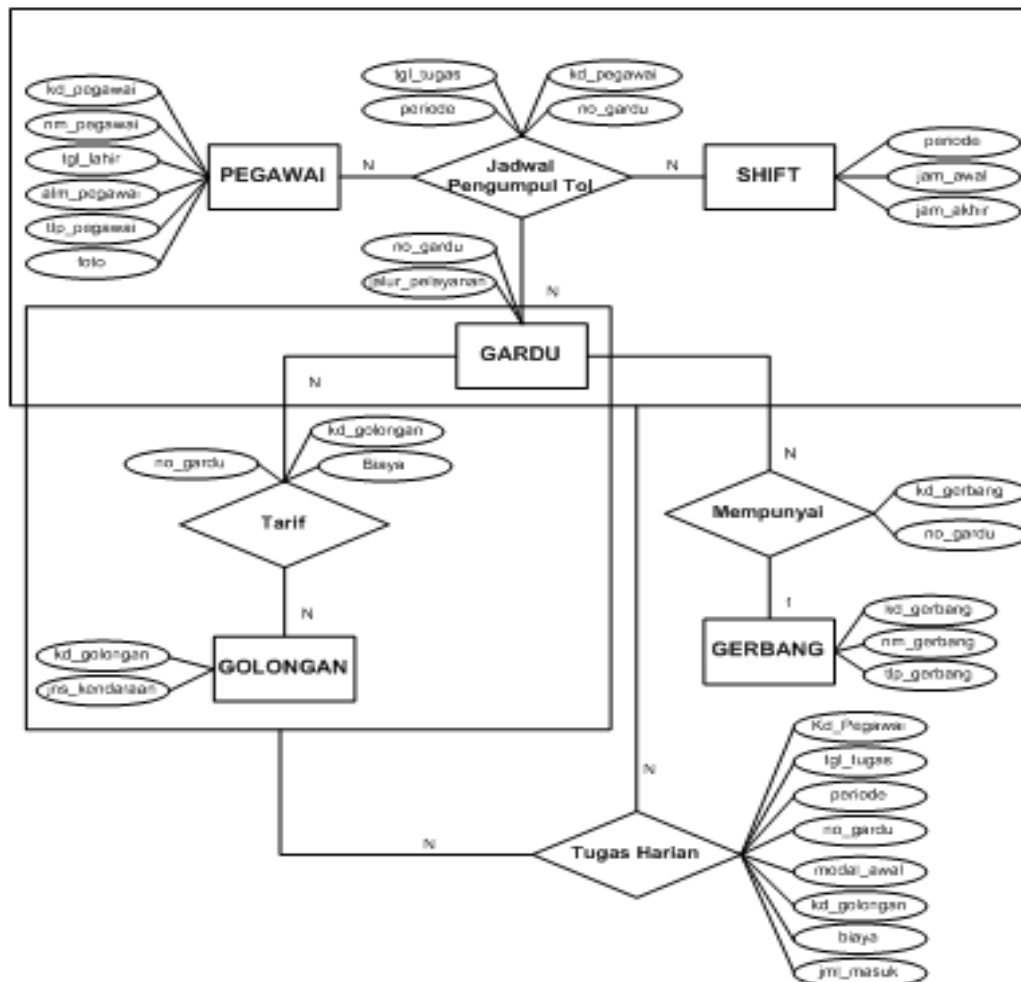 tgl_tugas
kd_pegawai
periode
no_gardu
kd_pegawai
nm_pegawai
tgl_lahir
alm_pegawai
tlp_pegawai
foto
PEGAWAI
N
Jadwal
Pengumpul Tol
N
SHIFT
periode
jam_awal
jam_akhir
no_gardu
jalur_pelayanan
N
GARDU
N
kd_golongan
no_gardu
Biaya
Tarif
N
Mempunyai
kd_gerbang
no_gardu
N
1
kd_golongan
jns_kendaraan
GOLONGAN
GERBANG
kd_gerbang
nm_gerbang
tlp_gerbang
N
N
Tugas Harian
Kd_Pegawai
tgl_tugas
periode
no_gardu
modal_awal
kd_golongan
biaya
jml_masuk